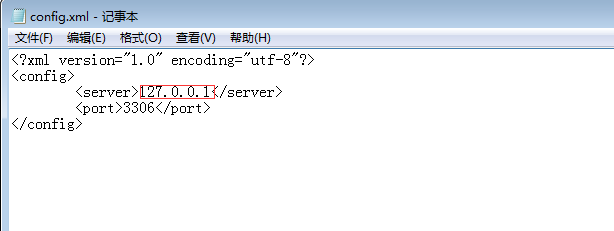 config.xml - 记事本
文件(F) 编辑(E) 格式(O) 查看(V) 帮助(H)
<?xml version="1.0" encoding="utf-8"?>
<config>
<server>127.0.0.1</server>
<port>3306</port>
</config>